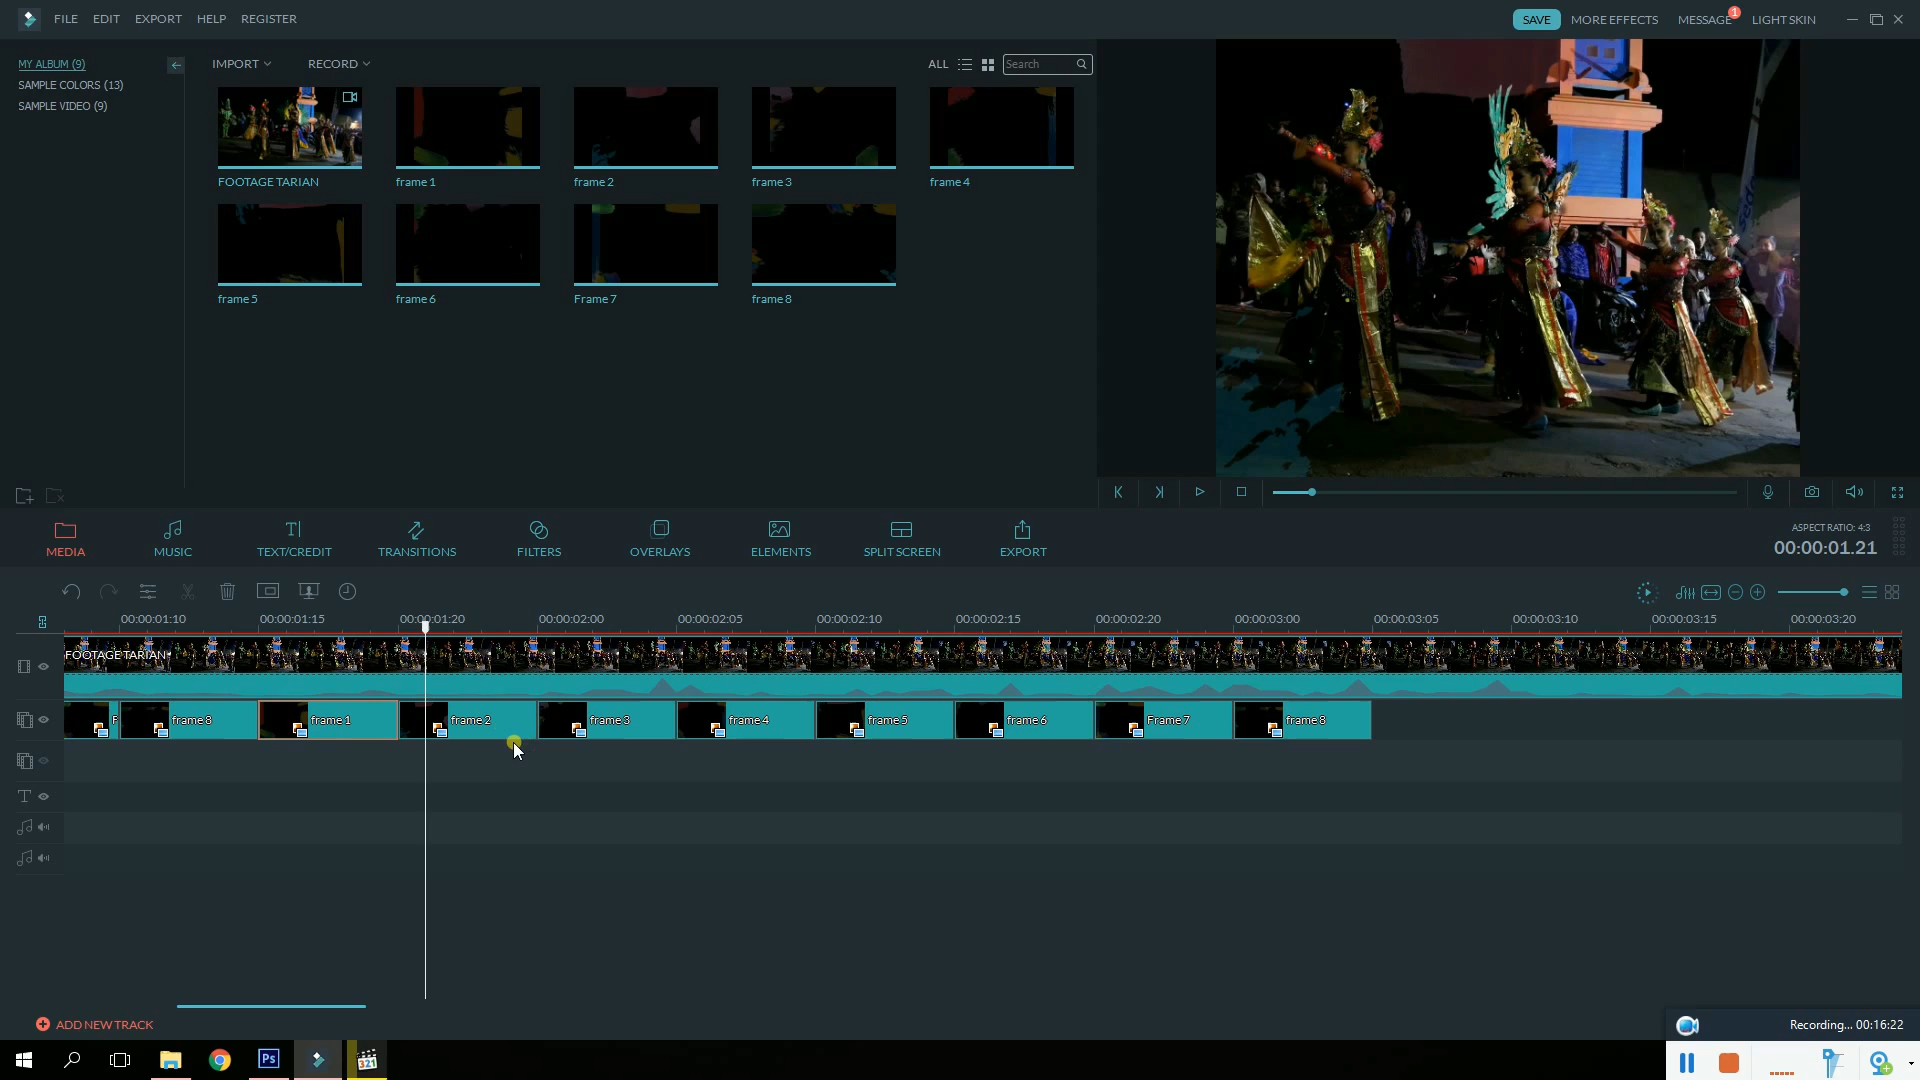 FILE EDIT EXPORT HELP REGISTER
SAVE MORE EFFECTS MESSAGE 1 LIGHT SKIN
MY ALBUM (9)
SAMPLE COLORS (13)
SAMPLE VIDEO (9)
IMPORT RECORD ALL Search
FOOTAGE TARIAN frame 1 frame 2 frame 3 frame 4
frame 5 frame 6 Frame 7 frame 8
MEDIA MUSIC TEXT/CREDIT TRANSITIONS FILTERS OVERLAYS ELEMENTS SPLIT SCREEN EXPORT
ASPECT RATIO: 4:3
00:00:01.21
00:00:01:10 00:00:01:15 00:00:01:20 00:00:02:00 00:00:02:05 00:00:02:10 00:00:02:15 00:00:02:20 00:00:03:00 00:00:03:05 00:00:03:10 00:00:03:15 00:00:03:20
FOOTAGE TARIAN
F frame 8 frame 1 frame 2 frame 3 frame 4 frame 5 frame 6 Frame 7 frame 8
ADD NEW TRACK
Recording... 00:16:22
Ps 321